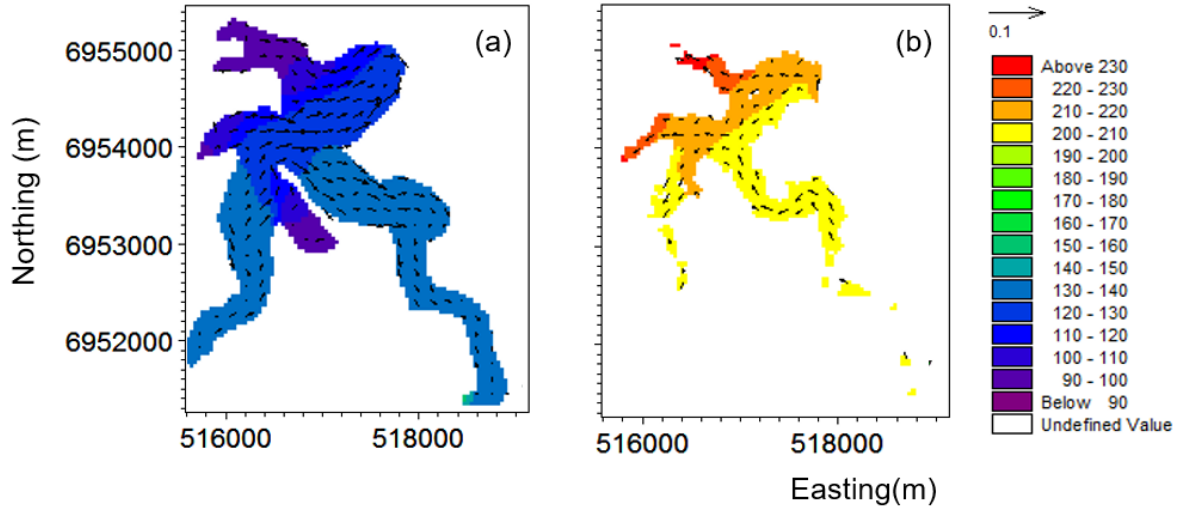 (a)
(b)
0.1
6955000
6954000
6953000
6952000
Northing (m)
516000
518000
516000
518000
Easting(m)
Above 230
220 - 230
210 - 220
200 - 210
190 - 200
180 - 190
170 - 180
160 - 170
150 - 160
140 - 150
130 - 140
120 - 130
110 - 120
100 - 110
90 - 100
Below 90
Undefined Value